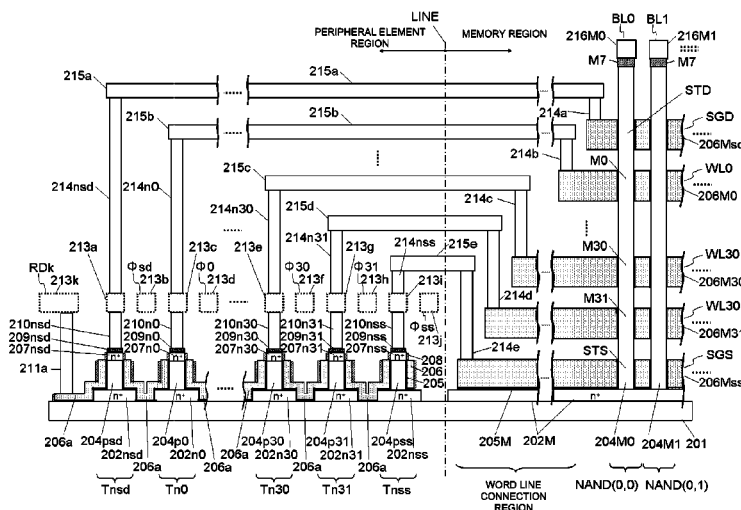 LINE
PERIPHERAL ELEMENT REGION
MEMORY REGION
BL0 BL1
216M0 216M1
M7 M7
215a 215a
STD
SGD
206Msd
214a
215b 215b
214b
M0
WL0
206M0
214nsd 214n0
215c
214n30
215d
214c
214n31
214nss
215e
RDk
213k
213a
Φsd
213b
213c
Φ0
213d
213e
Φ30
213f
213g
Φ31
213h
213i
Φss
213j
M30
WL30
206M30
214d
M31
WL30
206M31
210nsd 210n0 210n30 210n31 210nss
209nsd 209n0 209n30 209n31 209nss
207nsd 207n0 207n30 207n31 207nss
208
206
205
214e
STS
SGS
206Mss
211a
n+ n+ n+ n+ n+
n+ n+ n+ n+ n+ n+
206a 204psd 206a 204p0 206a 206a 204p30 206a 204p31 206a 204pss
202nsd 202n0 202n30 202n31 202nss
205M 202M 204M0 204M1 201
Tnsd Tn0 Tn30 Tn31 Tnss
WORD LINE CONNECTION REGION
NAND(0,0) NAND(0,1)